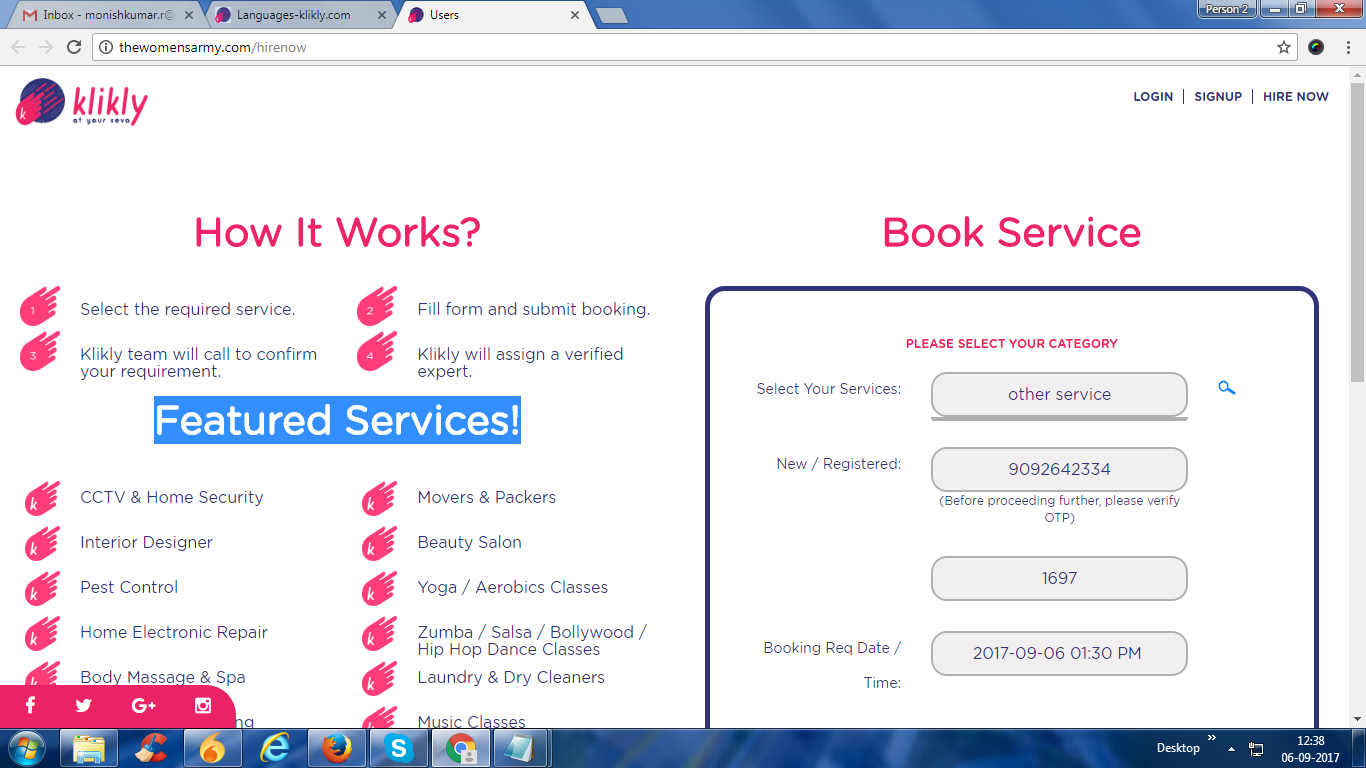 Inbox - monishkumar.r@
Languages-klikly.com
Users
Person 2
thewomensarmy.com/hirenow
klikly
at your seva
LOGIN
SIGNUP
HIRE NOW
How It Works?
1 Select the required service.
2 Fill form and submit booking.
3 Klikly team will call to confirm
your requirement.
4 Klikly will assign a verified
expert.
Featured Services!
CCTV & Home Security
Movers & Packers
Interior Designer
Beauty Salon
Pest Control
Yoga / Aerobics Classes
Home Electronic Repair
Zumba / Salsa / Bollywood /
Hip Hop Dance Classes
Body Massage & Spa
Laundry & Dry Cleaners
Music Classes
Book Service
PLEASE SELECT YOUR CATEGORY
Select Your Services:
other service
New / Registered:
9092642334
(Before proceeding further, please verify
OTP)
1697
Booking Req Date /
Time:
2017-09-06 01:30 PM
Desktop
12:38
06-09-2017